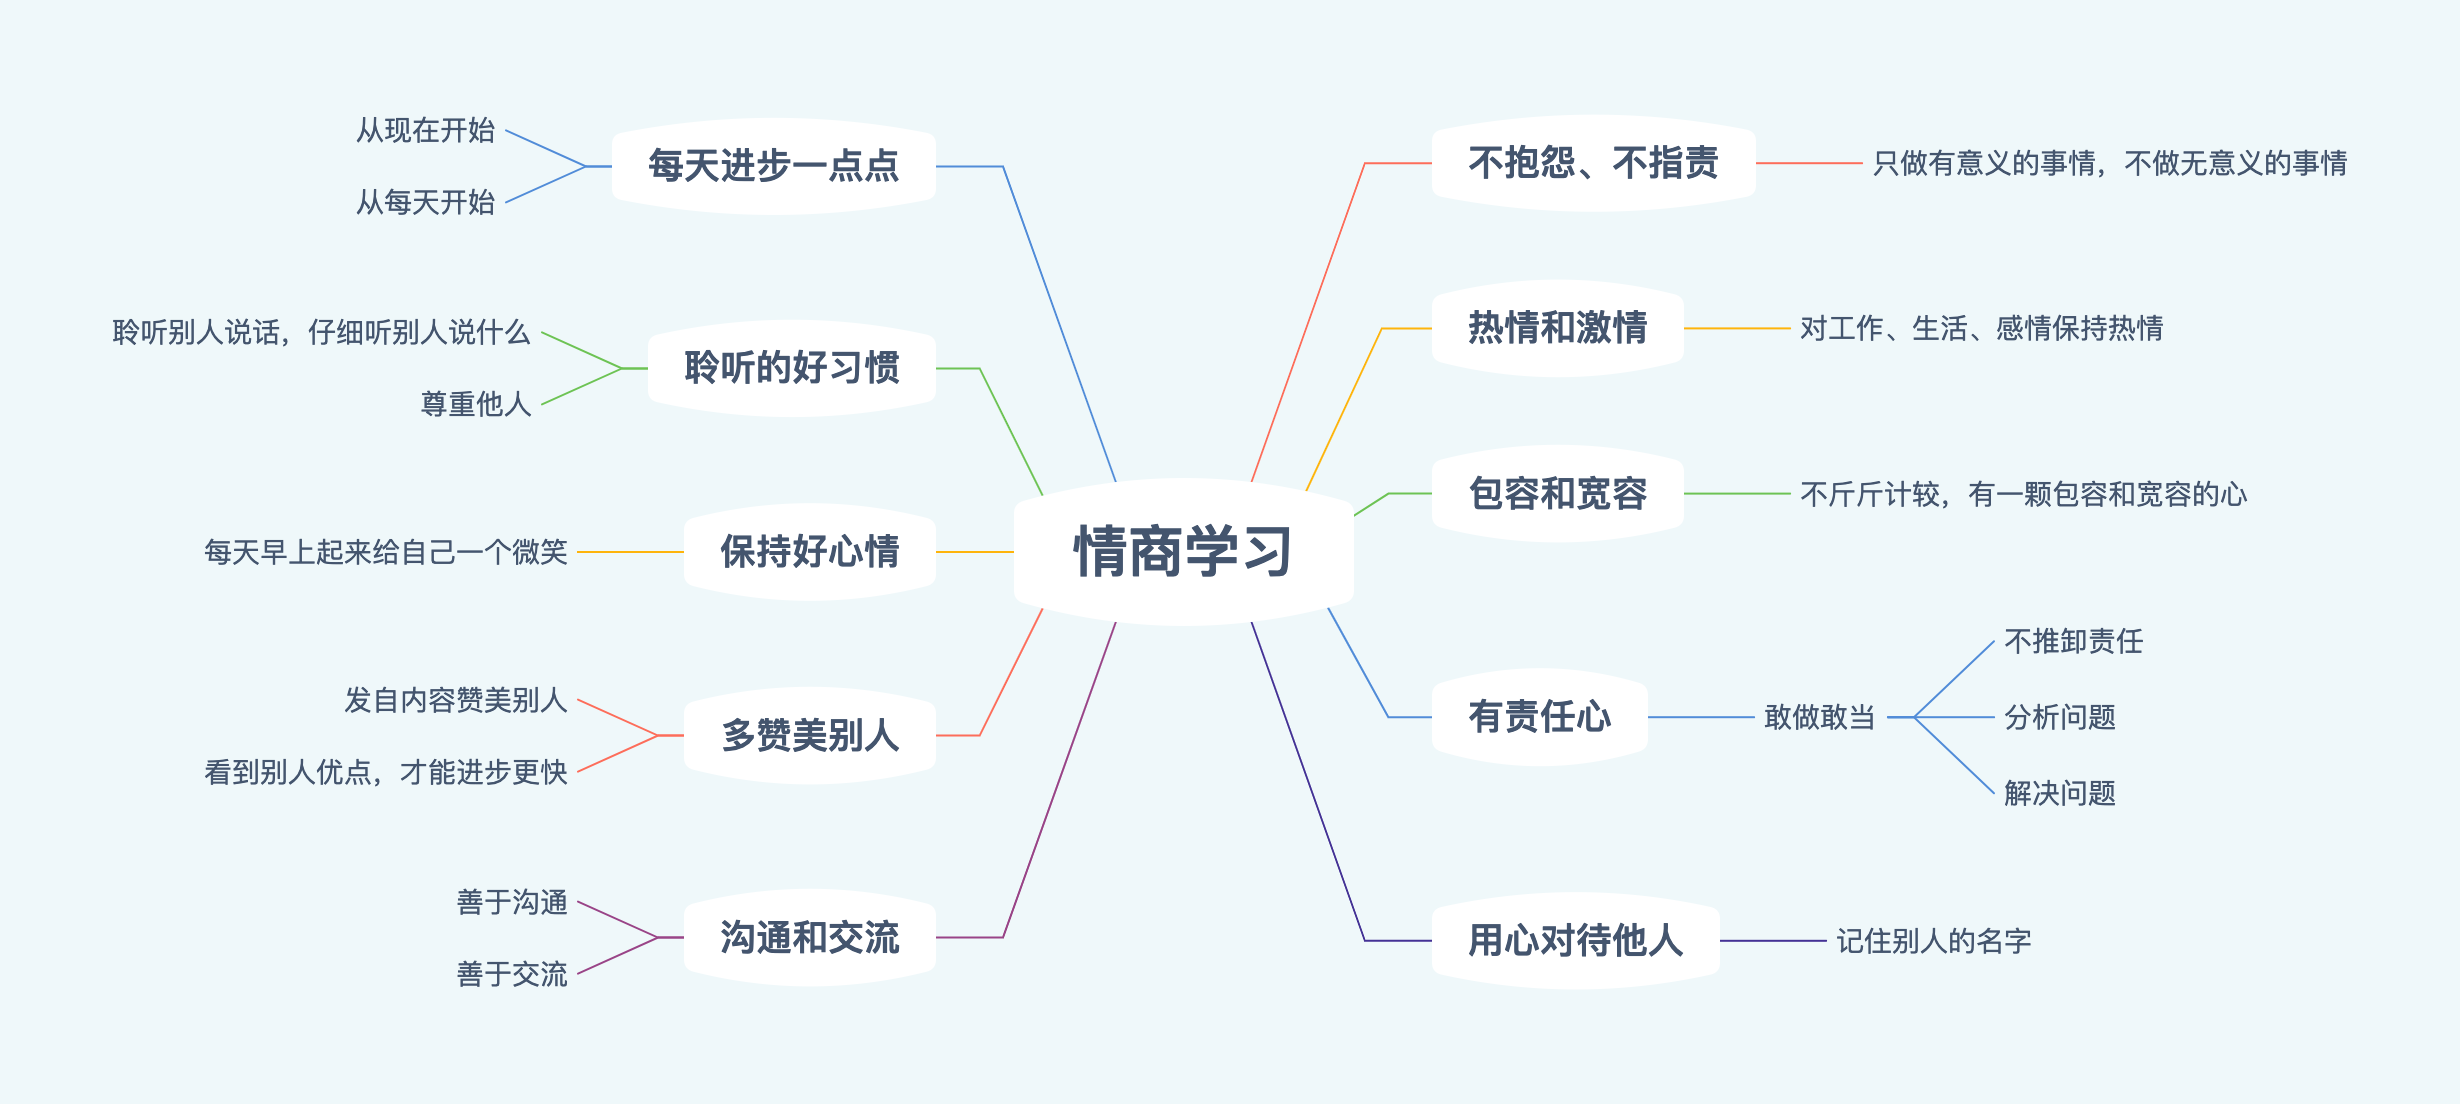 情商学习
不抱怨、不指责
只做有意义的事情，不做无意义的事情
热情和激情
对工作、生活、感情保持热情
包容和宽容
不斤斤计较，有一颗包容和宽容的心
有责任心
敢做敢当
不推卸责任
分析问题
解决问题
用心对待他人
记住别人的名字
每天进步一点点
从现在开始
从每天开始
聆听的好习惯
聆听别人说话，仔细听别人说什么
尊重他人
保持好心情
每天早上起来给自己一个微笑
多赞美别人
发自内容赞美别人
看到别人优点，才能进步更快
沟通和交流
善于沟通
善于交流